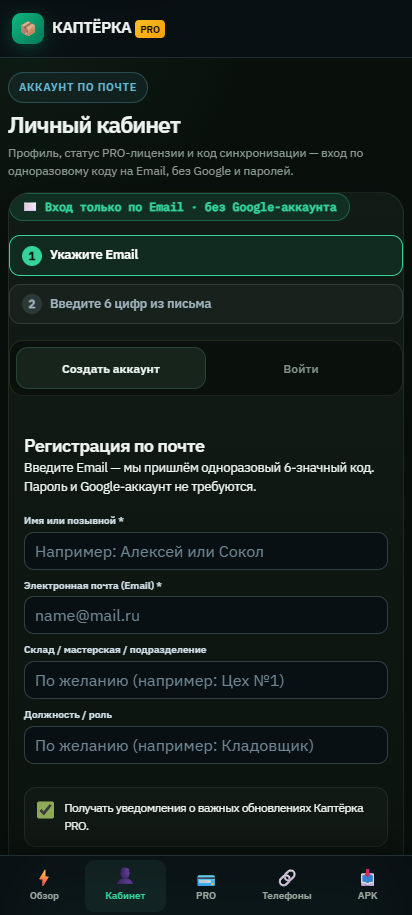 КАПТЁРКА PRO
АККАУНТ ПО ПОЧТЕ
Личный кабинет
Профиль, статус PRO-лицензии и код синхронизации — вход по
одноразовому коду на Email, без Google и паролей.
Вход только по Email · без Google-аккаунта
1 Укажите Email
2 Введите 6 цифр из письма
Создать аккаунт Войти
Регистрация по почте
Введите Email — мы пришлём одноразовый 6-значный код.
Пароль и Google-аккаунт не требуются.
Имя или позывной *
Например: Алексей или Сокол
Электронная почта (Email) *
name@mail.ru
Склад / мастерская / подразделение
По желанию (например: Цех №1)
Должность / роль
По желанию (например: Кладовщик)
Получать уведомления о важных обновлениях Каптёрка
PRO.
Обзор Кабинет PRO Телефоны APK